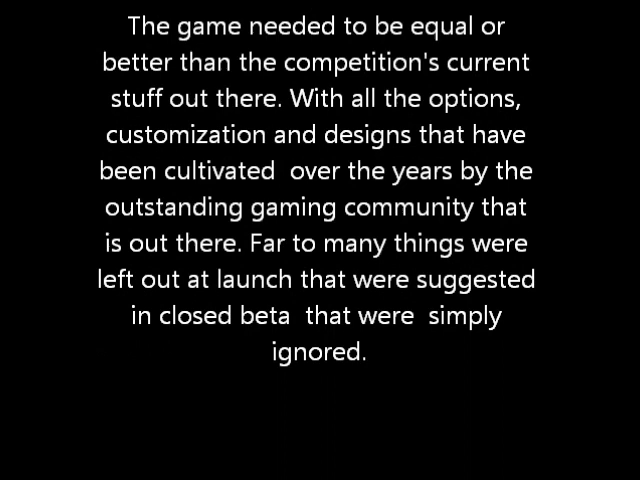 The game needed to be equal or
better than the competition's current
stuff out there. With all the options,
customization and designs that have
been cultivated  over the years by the
outstanding gaming community that
is out there. Far to many things were
left out at launch that were suggested
in closed beta  that were  simply
ignored.